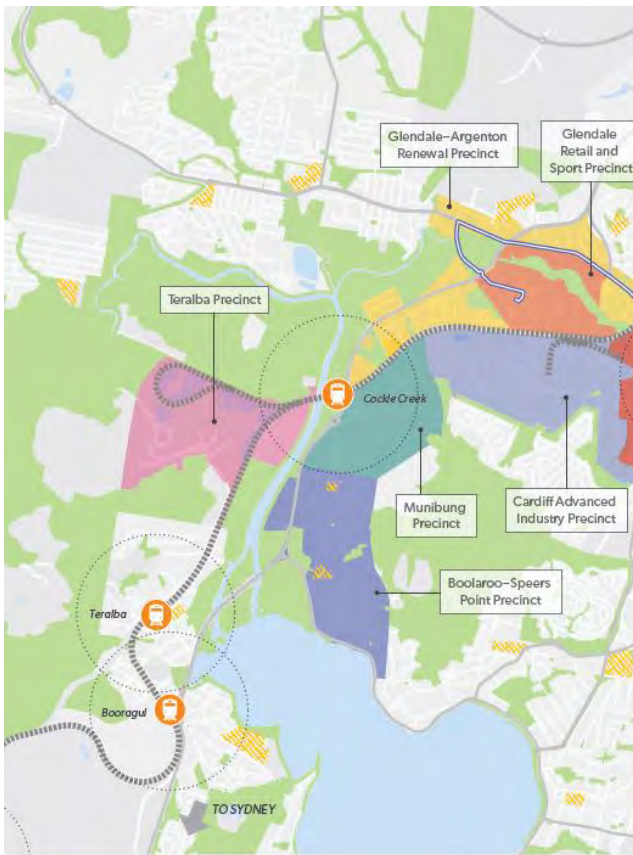 Glendale–Argenton
Renewal Precinct
Glendale
Retail and
Sport Precinct
Teralba Precinct
Cockle Creek
Munibung
Precinct
Cardiff Advanced
Industry Precinct
Boolaroo–Speers
Point Precinct
Teralba
Booragul
TO SYDNEY